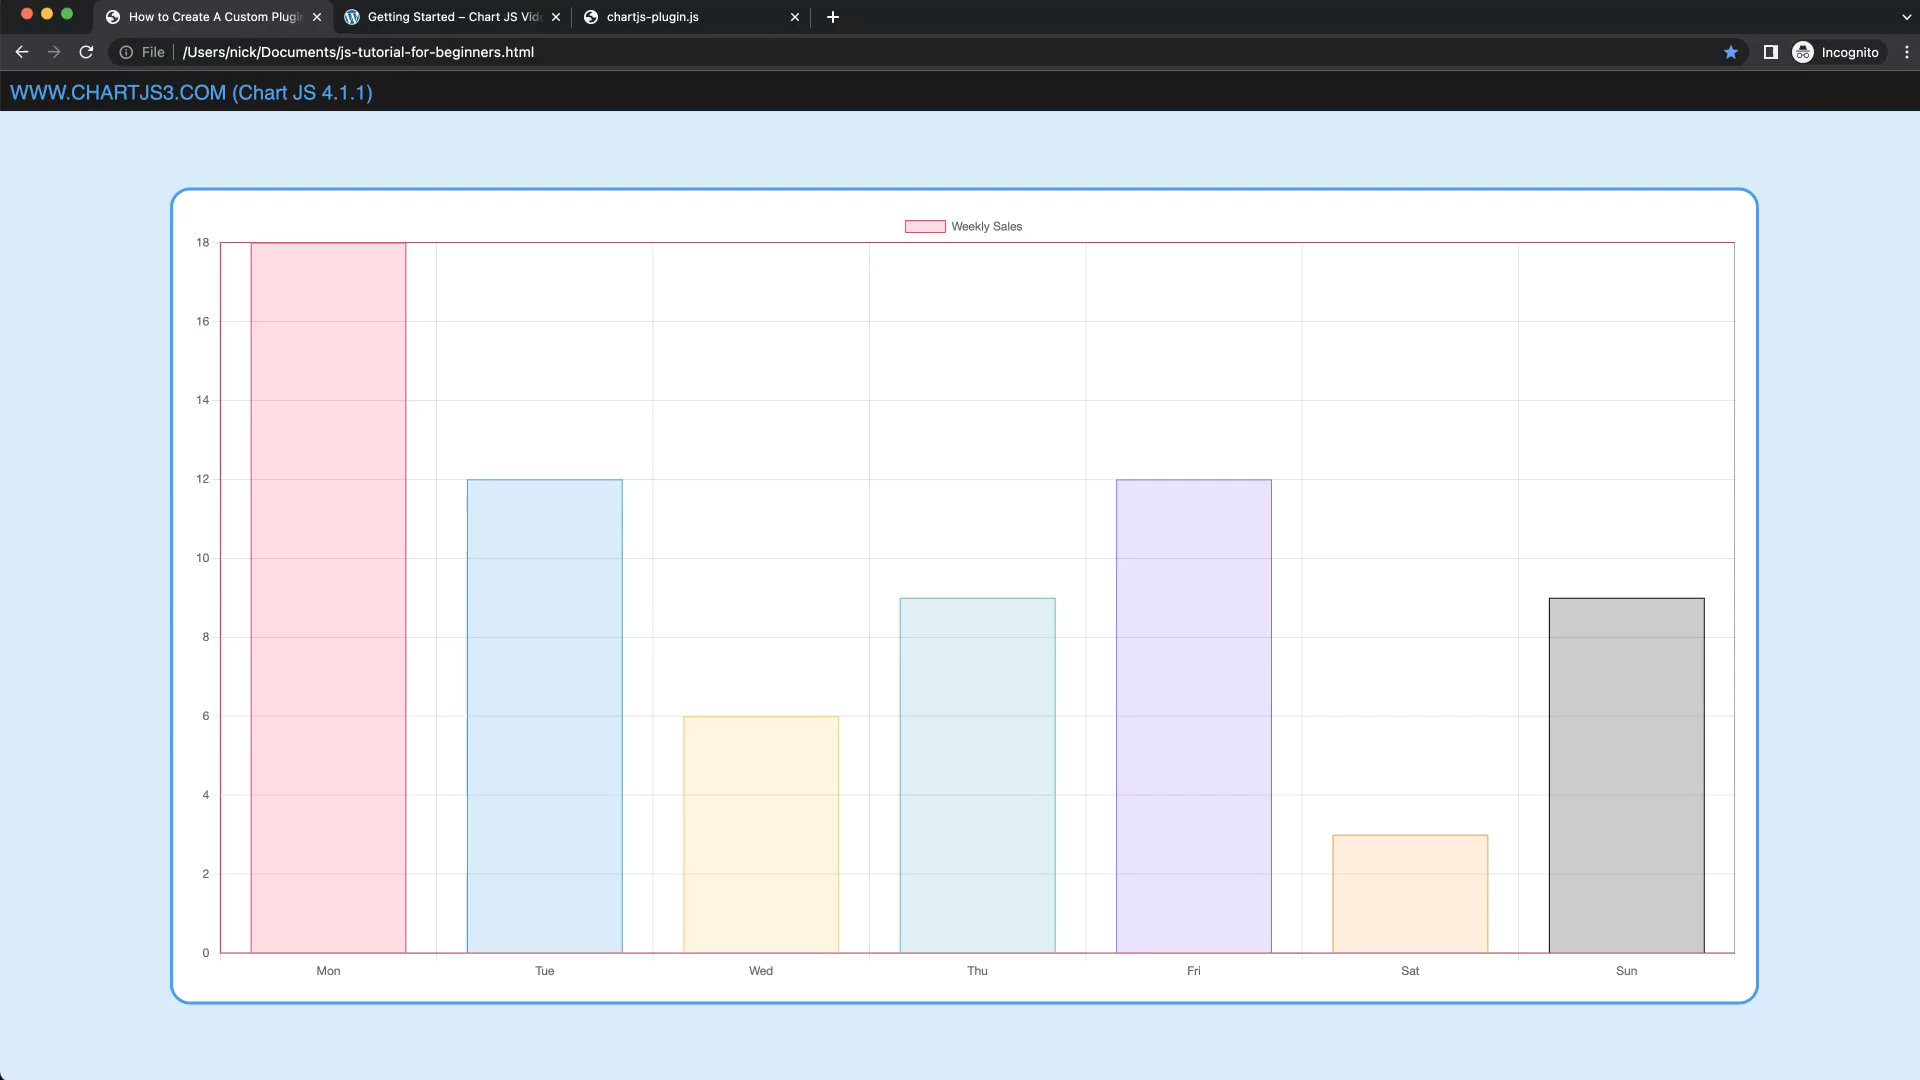 How to Create A Custom Plugin
Getting Started – Chart JS Vid
chartjs-plugin.js
File
/Users/nick/Documents/js-tutorial-for-beginners.html
Incognito
WWW.CHARTJS3.COM (Chart JS 4.1.1)
Weekly Sales
18
16
14
12
10
8
6
4
2
0
Mon Tue Wed Thu Fri Sat Sun